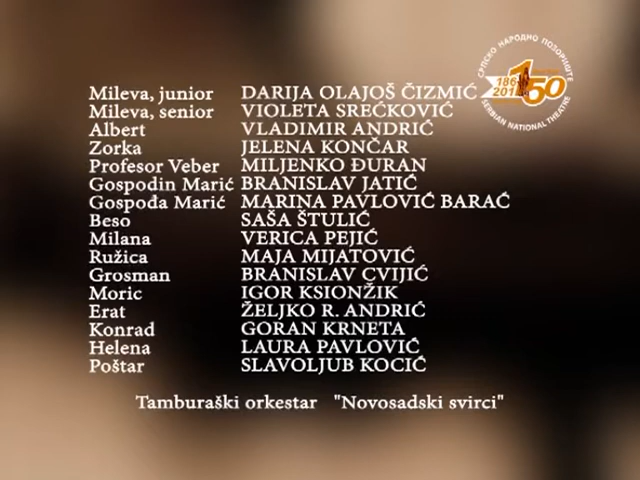 СРПСКО НАРОДНО ПОЗОРИШТЕ
150
SERBIAN NATIONAL THEATRE
Mileva, junior DARIJA OLAJOŠ ČIZMIĆ
Mileva, senior VIOLETA SREĆKOVIĆ
Albert VLADIMIR ANDRIĆ
Zorka JELENA KONČAR
Profesor Veber MILJENKO ĐURAN
Gospodin Marić BRANISLAV JATIĆ
Gospođa Marić MARINA PAVLOVIĆ BARAĆ
Beso SAŠA ŠTULIĆ
Milana VERICA PEJIĆ
Ružica MAJA MIJATOVIĆ
Grosman BRANISLAV CVIJIĆ
Moric IGOR KSIONŽIK
Erat ŽELJKO R. ANDRIĆ
Konrad GORAN KRNETA
Helena LAURA PAVLOVIĆ
Poštar SLAVOLJUB KOCIĆ
Tamburaški orkestar "Novosadski svirci"